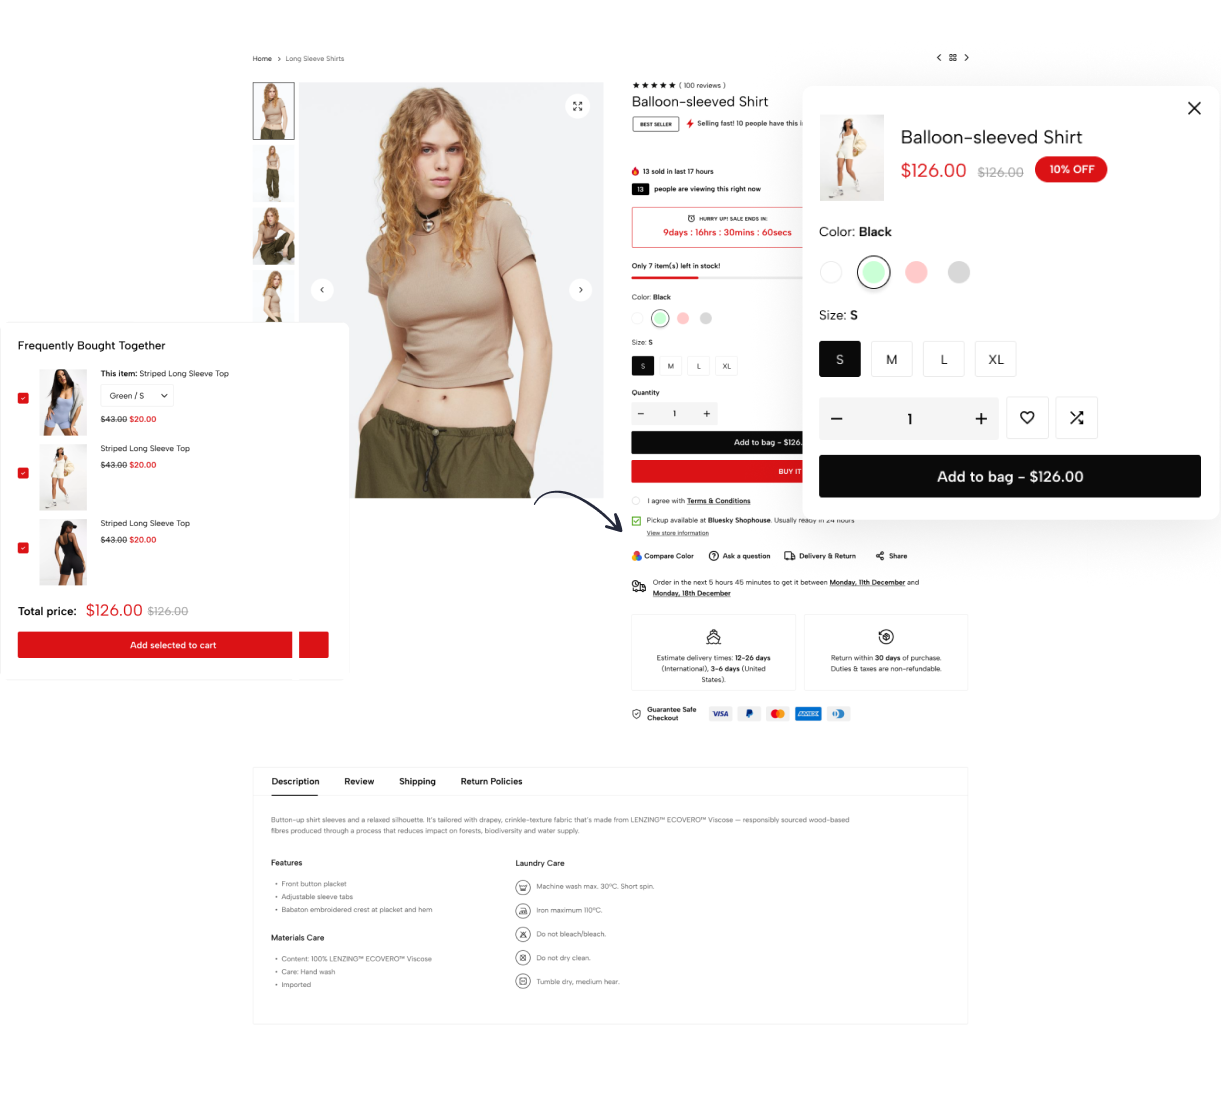 Home > Long Sleeve Shirts
( 100 reviews )
Balloon-sleeved Shirt
BEST SELLER
Selling fast! 10 people have this
13 sold in last 17 hours
13 people are viewing this right now
HURRY UP! SALE ENDS IN:
9days : 16hrs : 30mins : 60secs
Only 7 item(s) left in stock!
Color: Black
Size: S
S M L XL
Quantity
− 1 +
Add to bag - $126.
BUY IT
I agree with Terms & Conditions
Pickup available at Bluesky Shophouse. Usually ready in 24 hours
View store information
Compare Color
Ask a question
Delivery & Return
Share
Order in the next 5 hours 45 minutes to get it between Monday, 11th December and
Monday, 18th December
Estimate delivery times: 12-26 days
(International), 3-6 days (United
States).
Return within 30 days of purchase.
Duties & taxes are non-refundable.
Guarantee Safe
Checkout
VISA
AMEX
Balloon-sleeved Shirt
$126.00 $126.00 10% OFF
Color: Black
Size: S
S M L XL
− 1 +
Add to bag - $126.00
Frequently Bought Together
This item: Striped Long Sleeve Top
Green / S
$43.00 $20.00
Striped Long Sleeve Top
$43.00 $20.00
Striped Long Sleeve Top
$43.00 $20.00
Total price: $126.00 $126.00
Add selected to cart
Description Review Shipping Return Policies
Button-up shirt sleeves and a relaxed silhouette. It's tailored with drapey, crinkle-texture fabric that's made from LENZING™ ECOVERO™ Viscose — responsibly sourced wood-based
fibres produced through a process that reduces impact on forests, biodiversity and water supply.
Features
• Front button placket
• Adjustable sleeve tabs
• Babaton embroidered crest at placket and hem
Materials Care
• Content: 100% LENZING™ ECOVERO™ Viscose
• Care: Hand wash
• Imported
Laundry Care
Machine wash max. 30ºC. Short spin.
Iron maximum 110ºC.
Do not bleach/bleach.
Do not dry clean.
Tumble dry, medium hear.